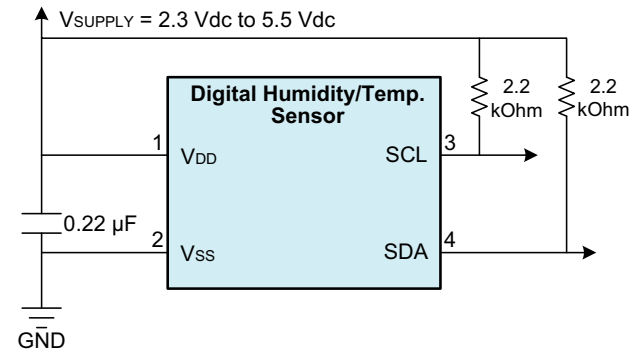 VSUPPLY = 2.3 Vdc to 5.5 Vdc
2.2
kOhm
2.2
kOhm
Digital Humidity/Temp.
Sensor
1
VDD
SCL
3
0.22 µF
2
VSS
SDA
4
GND